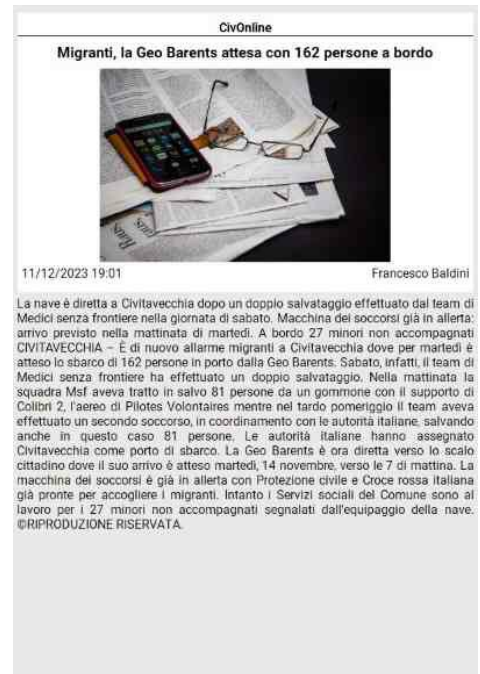 CivOnline
Migranti, la Geo Barents attesa con 162 persone a bordo
11/12/2023 19:01
Francesco Baldini
La nave è diretta a Civitavecchia dopo un doppio salvataggio effettuato dal team di
Medici senza frontiere nella giornata di sabato. Macchina dei soccorsi già in allerta:
arrivo previsto nella mattinata di martedì. A bordo 27 minori non accompagnati
CIVITAVECCHIA – È di nuovo allarme migranti a Civitavecchia dove per martedì è
atteso lo sbarco di 162 persone in porto dalla Geo Barents. Sabato, infatti, il team di
Medici senza frontiere ha effettuato un doppio salvataggio. Nella mattinata la
squadra Msf aveva tratto in salvo 81 persone da un gommone con il supporto di
Colibri 2, l'aereo di Pilotes Volontaires mentre nel tardo pomeriggio il team aveva
effettuato un secondo soccorso, in coordinamento con le autorità italiane, salvando
anche in questo caso 81 persone. Le autorità italiane hanno assegnato
Civitavecchia come porto di sbarco. La Geo Barents è ora diretta verso lo scalo
cittadino dove il suo arrivo è atteso martedì, 14 novembre, verso le 7 di mattina. La
macchina dei soccorsi è già in allerta con Protezione civile e Croce rossa italiana
già pronte per accogliere i migranti. Intanto i Servizi sociali del Comune sono al
lavoro per i 27 minori non accompagnati segnalati dall'equipaggio della nave.
©RIPRODUZIONE RISERVATA.